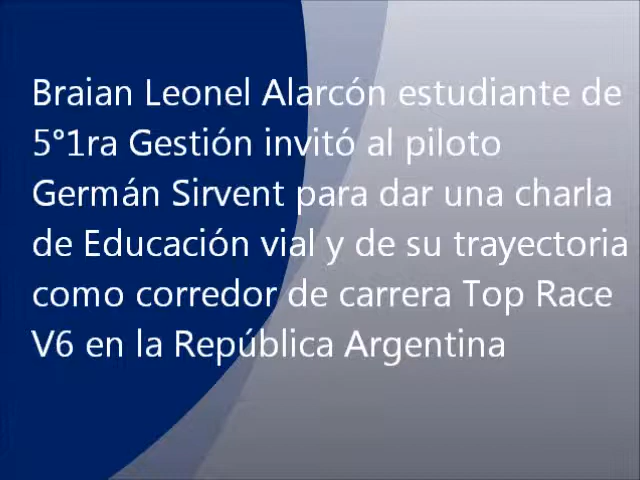 Braian Leonel Alarcón estudiante de
5°1ra Gestión invitó al piloto
Germán Sirvent para dar una charla
de Educación vial y de su trayectoria
como corredor de carrera Top Race
V6 en la República Argentina